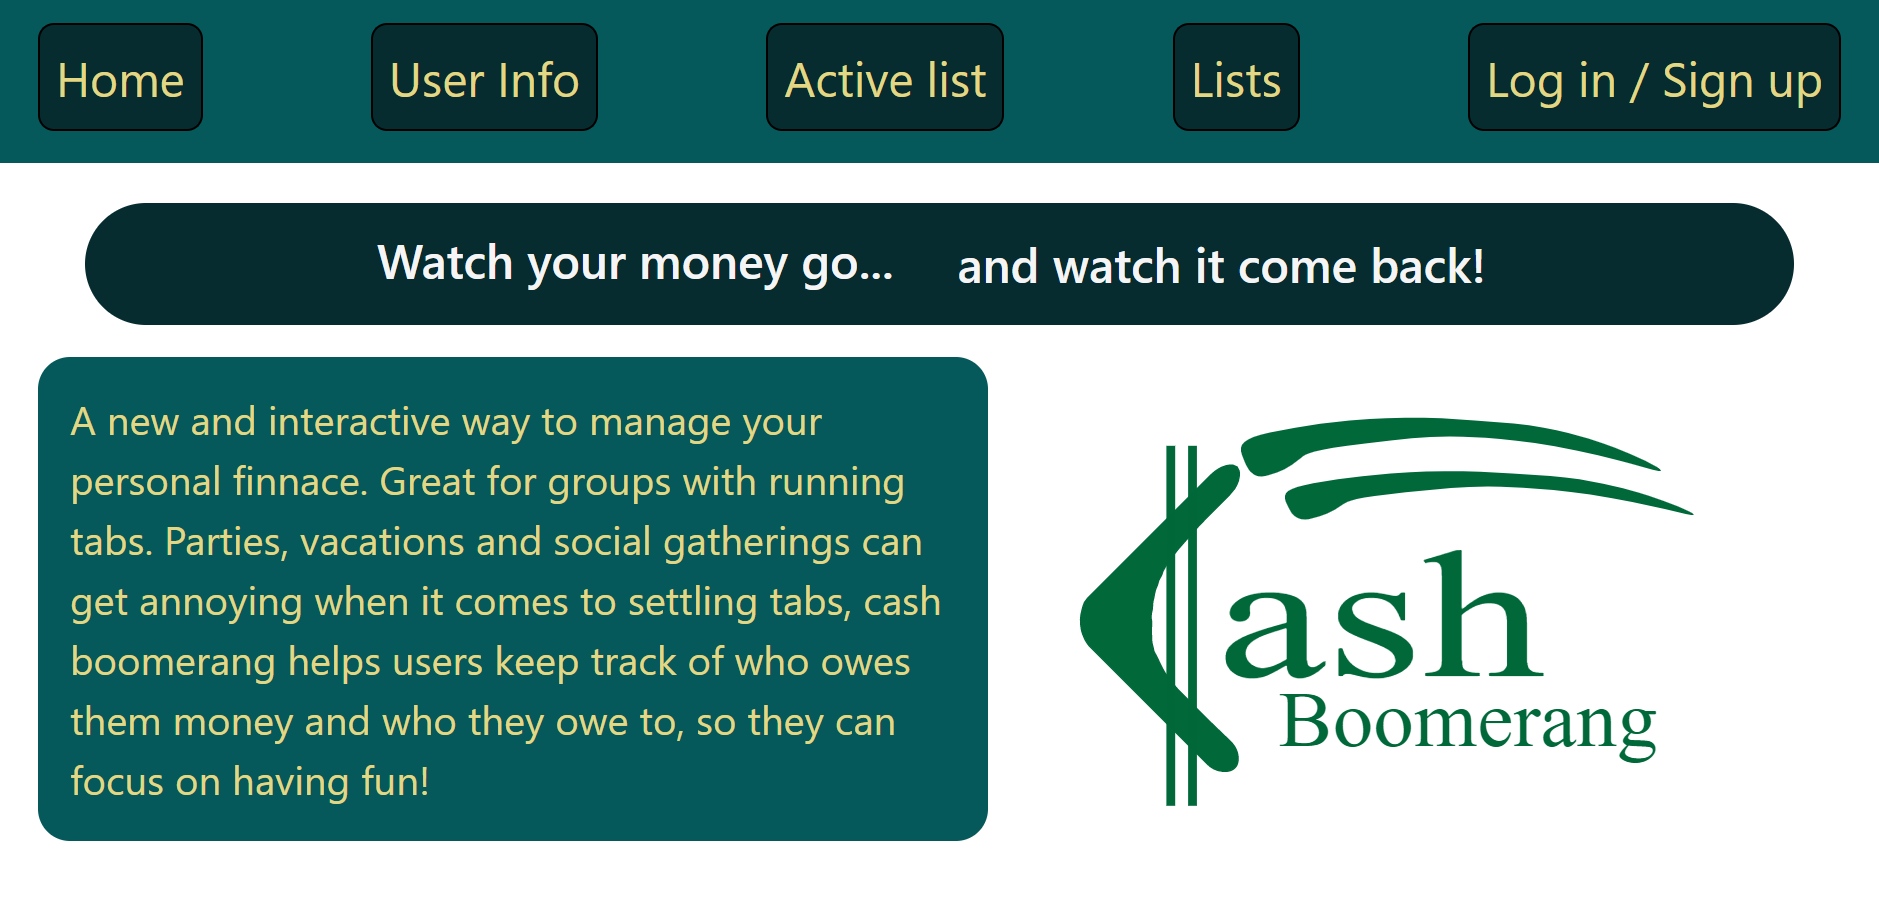 Home
User Info
Active list
Lists
Log in / Sign up
Watch your money go... and watch it come back!
A new and interactive way to manage your
personal finnace. Great for groups with running
tabs. Parties, vacations and social gatherings can
get annoying when it comes to settling tabs, cash
boomerang helps users keep track of who owes
them money and who they owe to, so they can
focus on having fun!
Cash
Boomerang